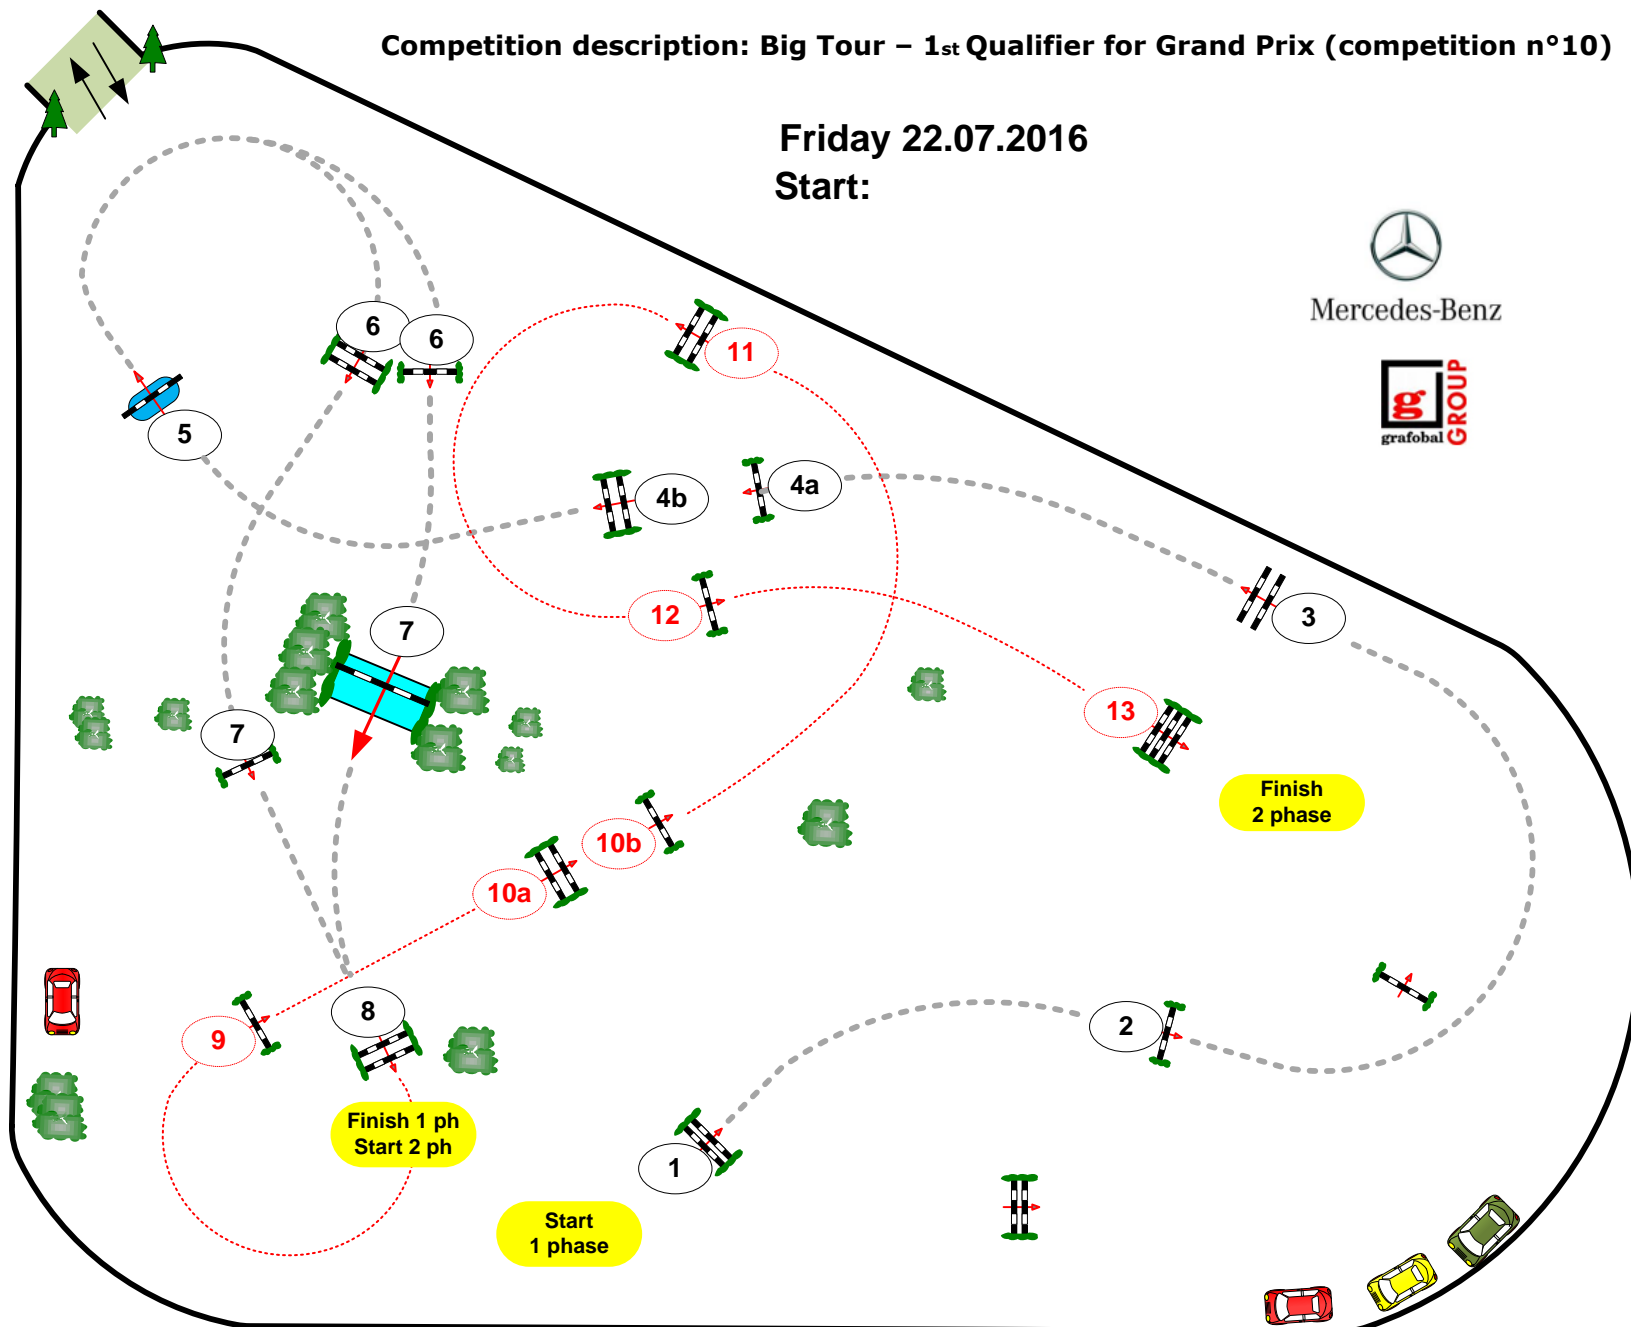 Competition description: Big Tour – 1st Qualifier for Grand Prix (competition n°10)
Friday 22.07.2016
Start:
Mercedes-Benz
g
grafobal
GROUP
6
6
11
5
4b
4a
12
3
7
7
13
Finish
2 phase
10b
10a
9
8
2
Finish 1 ph
Start 2 ph
1
Start
1 phase